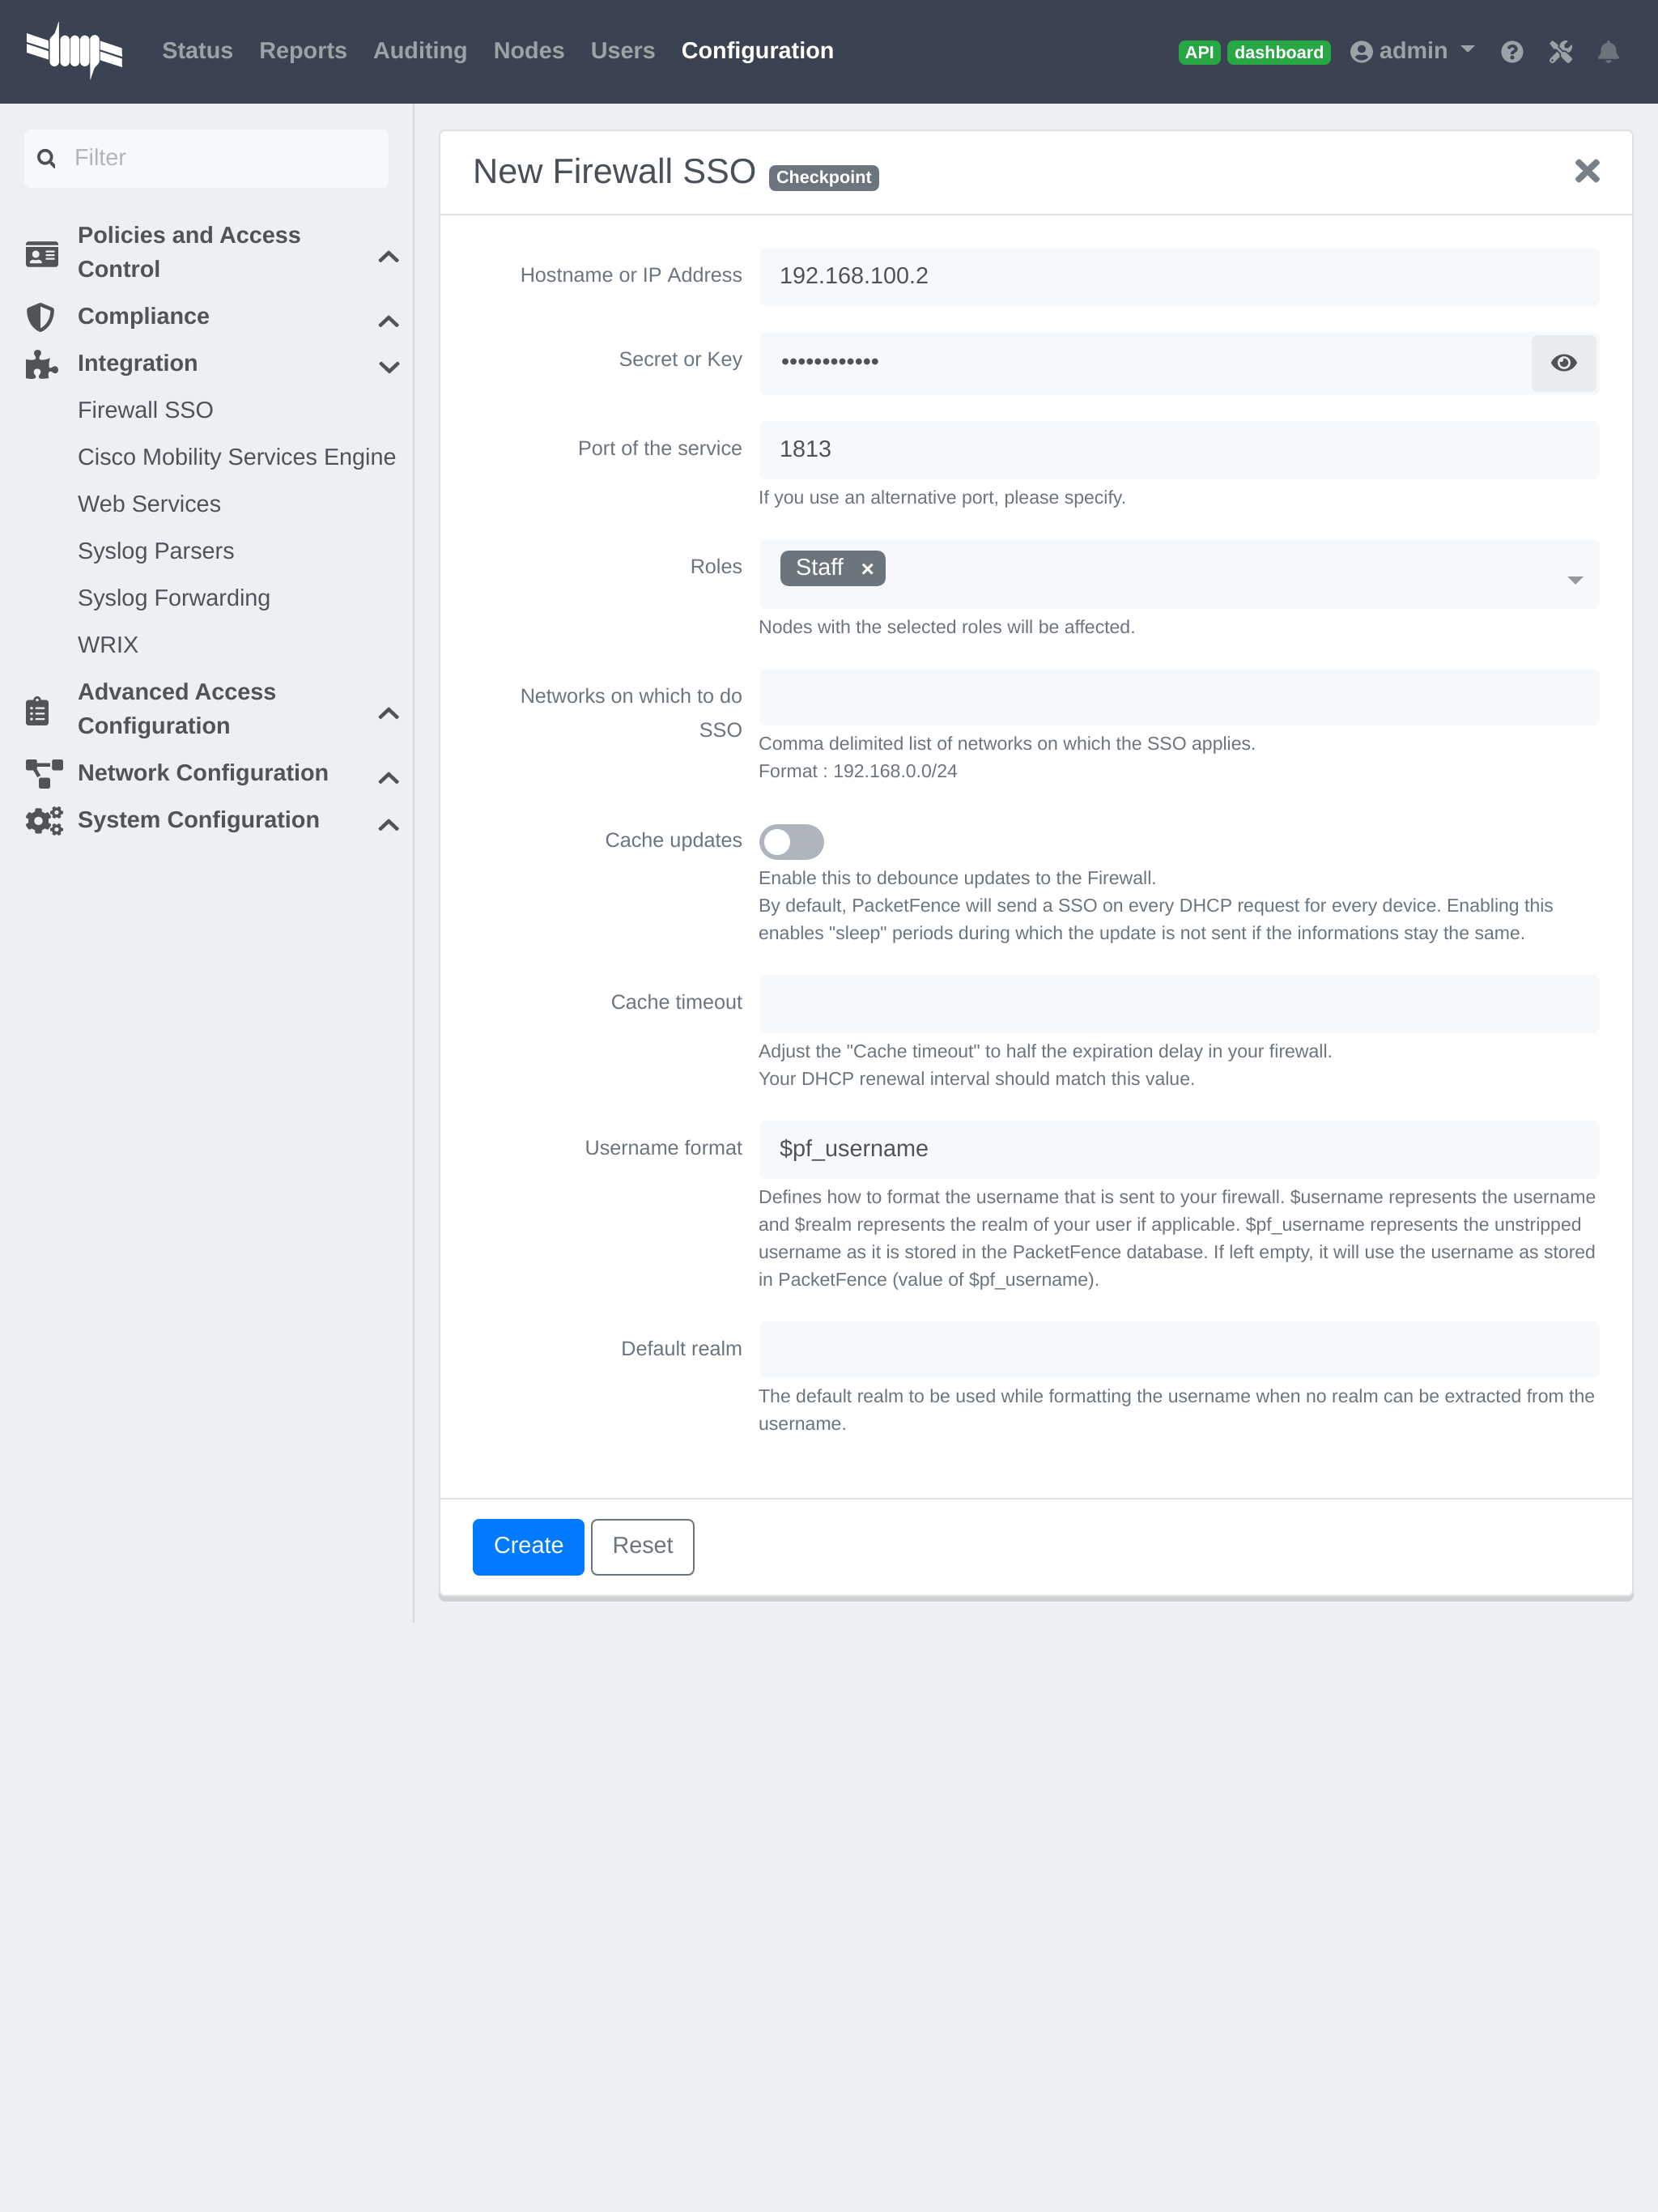 Status Reports Auditing Nodes Users Configuration API dashboard admin
Filter
Policies and Access
Control
Compliance
Integration
Firewall SSO
Cisco Mobility Services Engine
Web Services
Syslog Parsers
Syslog Forwarding
WRIX
Advanced Access
Configuration
Network Configuration
System Configuration
New Firewall SSO Checkpoint
Hostname or IP Address 192.168.100.2
Secret or Key ••••••••••••
Port of the service 1813
If you use an alternative port, please specify.
Roles Staff ×
Nodes with the selected roles will be affected.
Networks on which to do
SSO
Comma delimited list of networks on which the SSO applies.
Format : 192.168.0.0/24
Cache updates
Enable this to debounce updates to the Firewall.
By default, PacketFence will send a SSO on every DHCP request for every device. Enabling this
enables "sleep" periods during which the update is not sent if the informations stay the same.
Cache timeout
Adjust the "Cache timeout" to half the expiration delay in your firewall.
Your DHCP renewal interval should match this value.
Username format $pf_username
Defines how to format the username that is sent to your firewall. $username represents the username
and $realm represents the realm of your user if applicable. $pf_username represents the unstripped
username as it is stored in the PacketFence database. If left empty, it will use the username as stored
in PacketFence (value of $pf_username).
Default realm
The default realm to be used while formatting the username when no realm can be extracted from the
username.
Create Reset